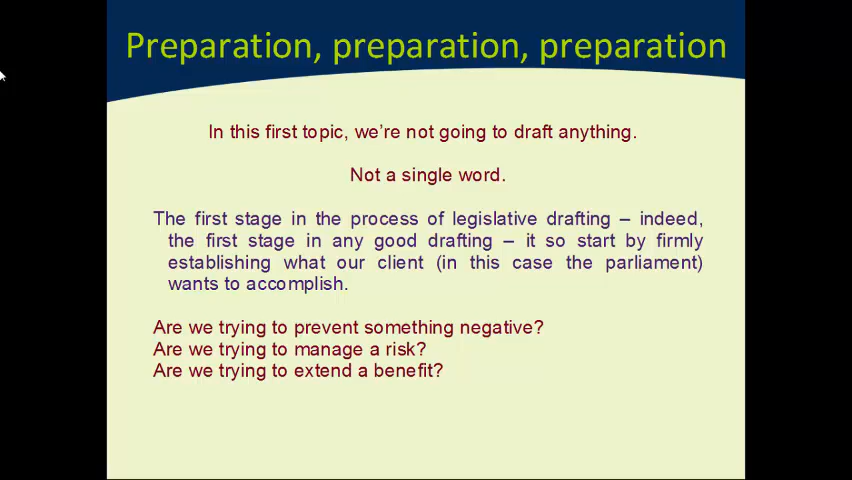 Preparation, preparation, preparation
In this first topic, we're not going to draft anything.
Not a single word.
The first stage in the process of legislative drafting – indeed,
the first stage in any good drafting – it so start by firmly
establishing what our client (in this case the parliament)
wants to accomplish.
Are we trying to prevent something negative?
Are we trying to manage a risk?
Are we trying to extend a benefit?